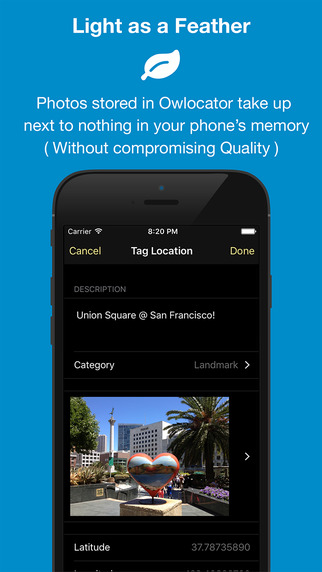 Light as a Feather
Photos stored in Owlocator take up
next to nothing in your phone's memory
( Without compromising Quality )
Carrier 8:20 PM
Cancel Tag Location Done
DESCRIPTION
Union Square @ San Francisco!
Category Landmark
Latitude 37.78735890